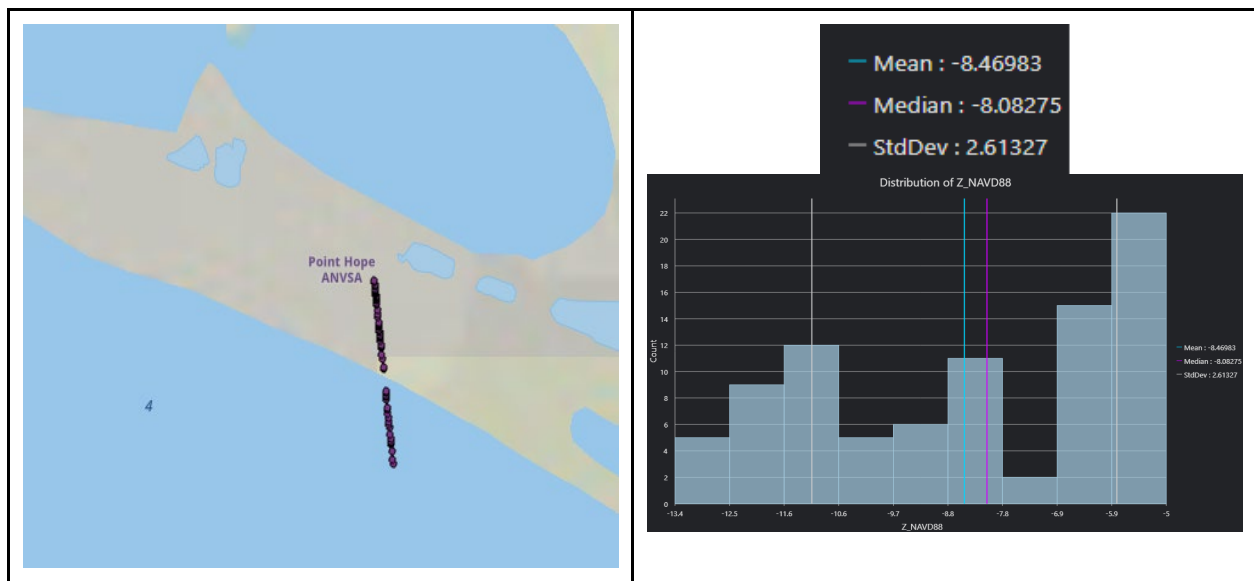 Point Hope
ANVSA
4
Mean : -8.46983
Median : -8.08275
StdDev : 2.61327
Distribution of Z_NAVD88
22
20
18
16
14
12
10
8
6
4
2
0
Count
-13.4 -12.5 -11.6 -10.6 -9.7 -8.8 -7.8 -6.9 -5.9 -5
Z_NAVD88
Mean : -8.46983
Median : -8.08275
StdDev : 2.61327